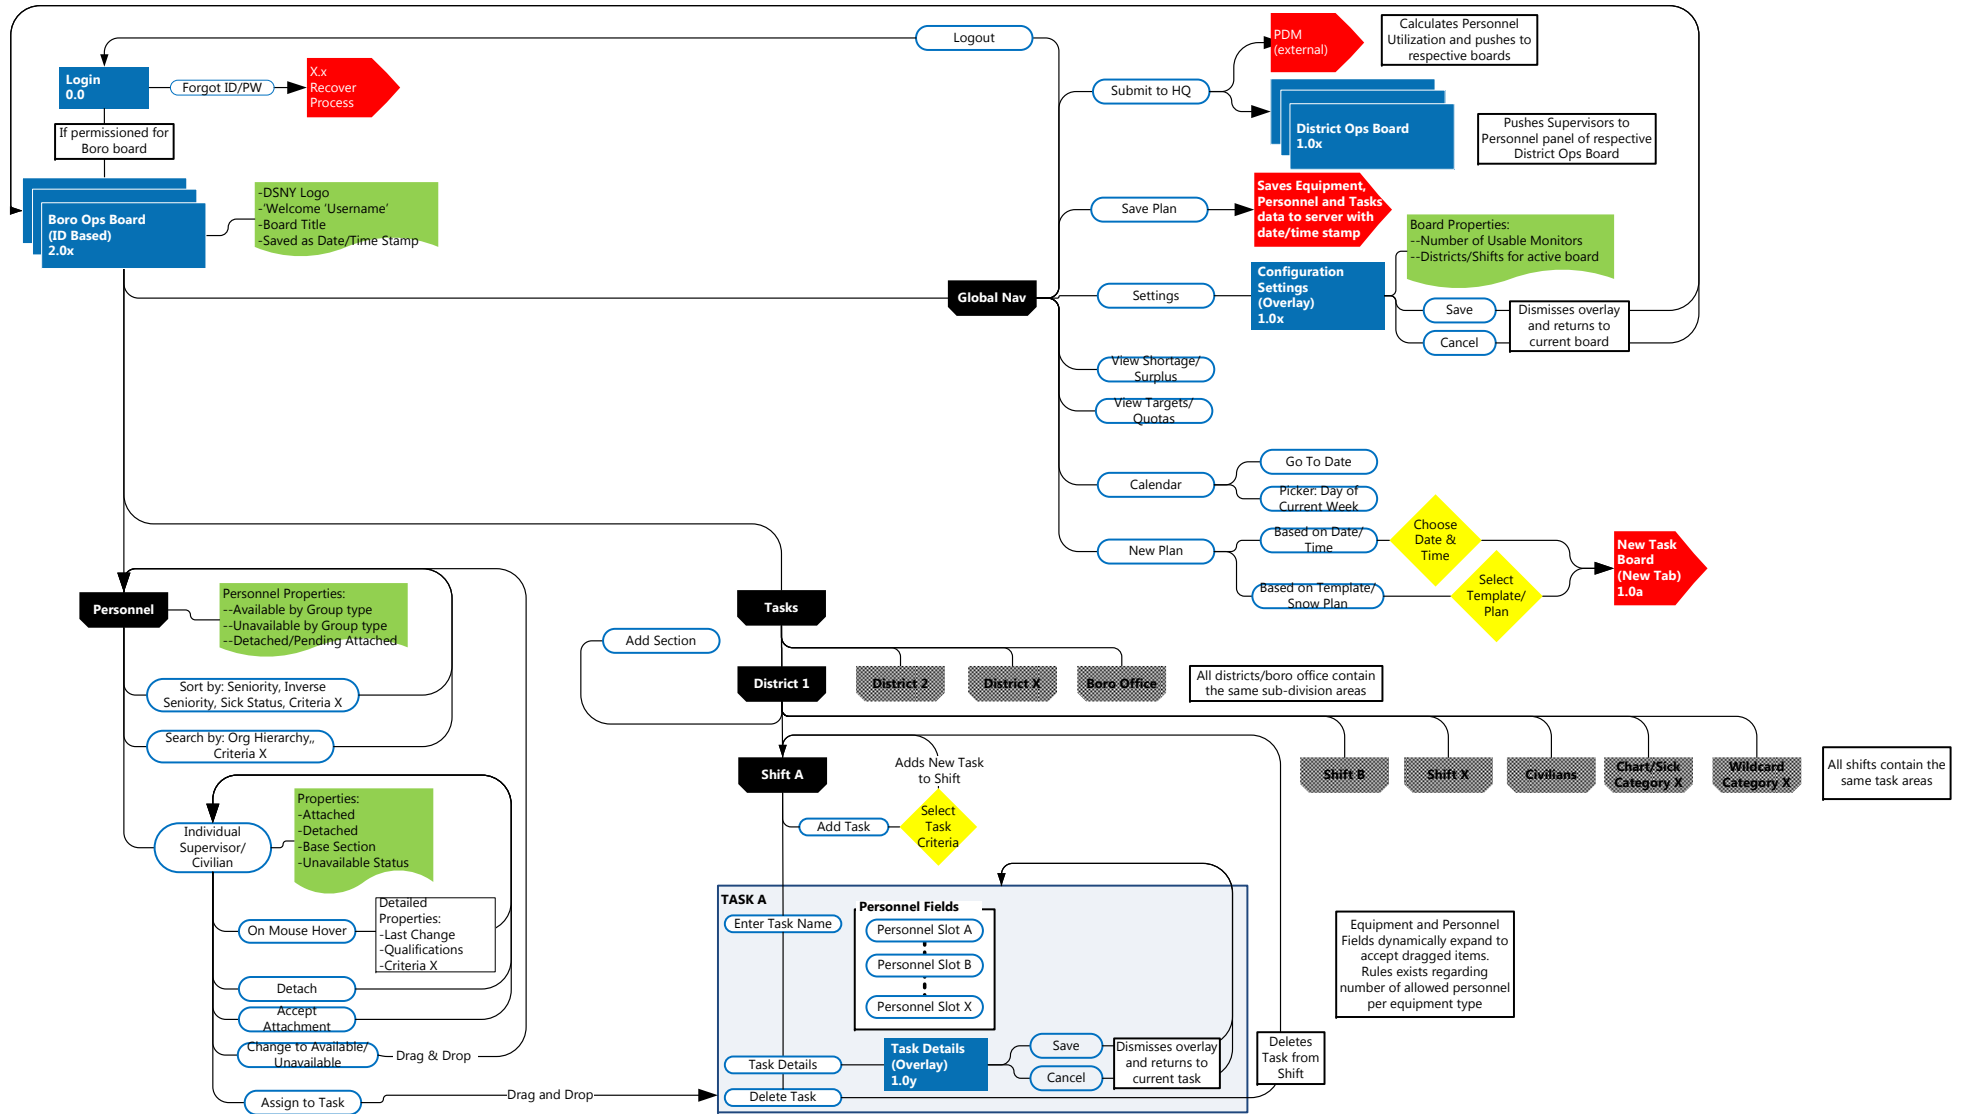 Logout
PDM
(external)
Calculates Personnel
Utilization and pushes to
respective boards
Login
0.0
Forgot ID/PW
X.x
Recover
Process
Submit to HQ
If permissioned for
Boro board
District Ops Board
1.0x
Pushes Supervisors to
Personnel panel of respective
District Ops Board
Boro Ops Board
(ID Based)
2.0x
-DSNY Logo
-‘Welcome ‘Username’
-Board Title
-Saved as Date/Time Stamp
Save Plan
Saves Equipment,
Personnel and Tasks
data to server with
date/time stamp
Board Properties:
--Number of Usable Monitors
--Districts/Shifts for active board
Global Nav
Settings
Configuration
Settings
(Overlay)
1.0x
Save
Cancel
Dismisses overlay
and returns to
current board
View Shortage/
Surplus
View Targets/
Quotas
Calendar
Go To Date
Picker: Day of
Current Week
New Plan
Based on Date/
Time
Choose
Date &
Time
Based on Template/
Snow Plan
Select
Template/
Plan
New Task
Board
(New Tab)
1.0a
Personnel
Personnel Properties:
--Available by Group type
--Unavailable by Group type
--Detached/Pending Attached
Tasks
Add Section
District 1
District 2
District X
Boro Office
All districts/boro office contain
the same sub-division areas
Sort by: Seniority, Inverse
Seniority, Sick Status, Criteria X
Search by: Org Hierarchy,,
Criteria X
Shift A
Adds New Task
to Shift
Shift B
Shift X
Civilians
Chart/Sick
Category X
Wildcard
Category X
All shifts contain the
same task areas
Individual
Supervisor/
Civilian
Properties:
-Attached
-Detached
-Base Section
-Unavailable Status
Add Task
Select
Task
Criteria
On Mouse Hover
Detailed
Properties:
-Last Change
-Qualifications
-Criteria X
Detach
Accept
Attachment
Change to Available/
Unavailable
Drag & Drop
Assign to Task
Drag and Drop
TASK A
Enter Task Name
Personnel Fields
Personnel Slot A
Personnel Slot B
Personnel Slot X
Equipment and Personnel
Fields dynamically expand to
accept dragged items.
Rules exists regarding
number of allowed personnel
per equipment type
Task Details
Task Details
(Overlay)
1.0y
Save
Cancel
Dismisses overlay
and returns to
current task
Deletes
Task from
Shift
Delete Task